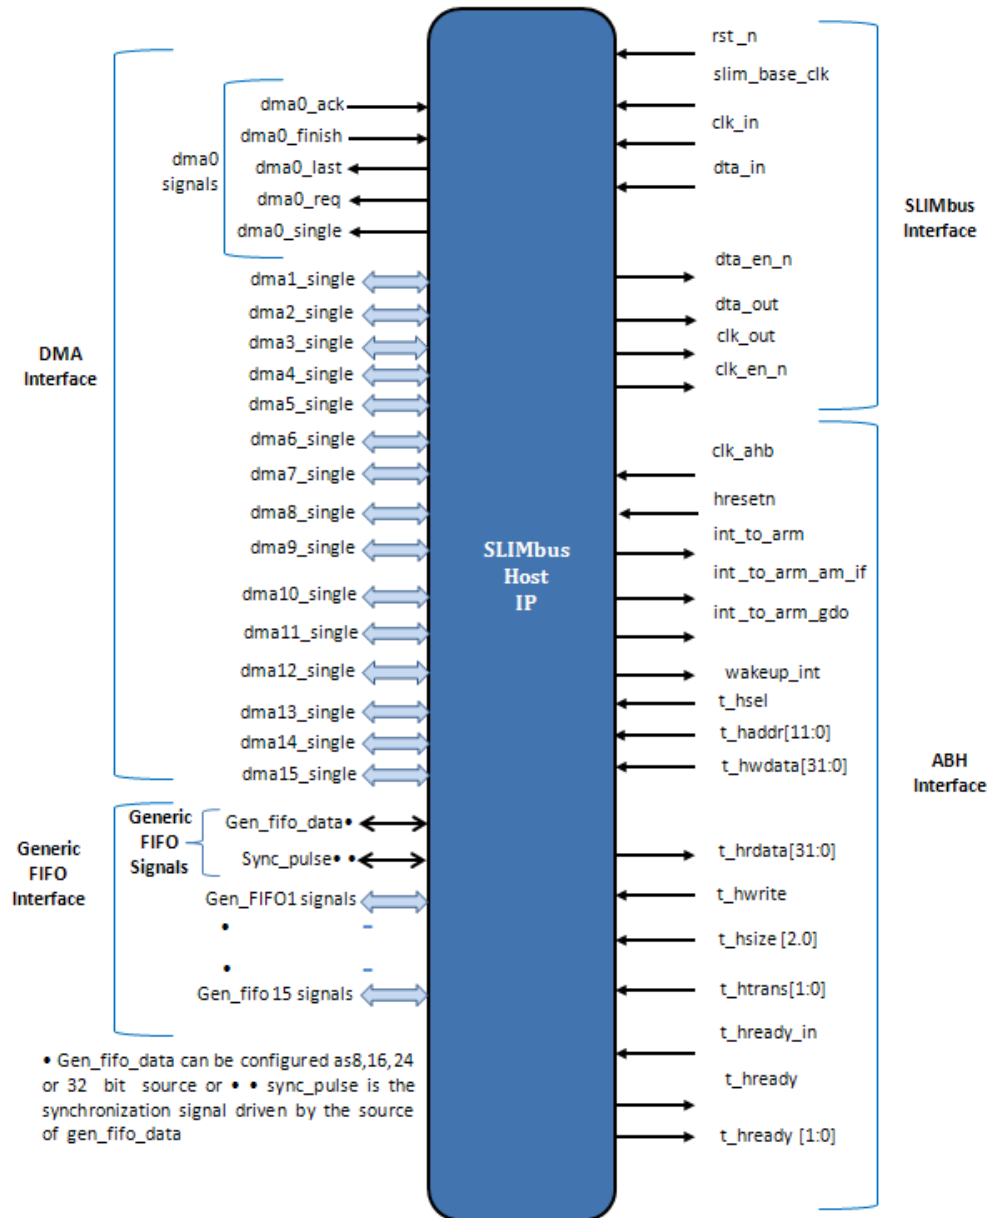 rst_n
slim_base_clk
dma0_ack
clk_in
dma0_finish
dma0
signals
dma0_last
dta_in
dma0_req
dma0_single
SLIMbus
Interface
dma1_single
dta_en_n
dma2_single
dta_out
dma3_single
clk_out
DMA
Interface
dma4_single
clk_en_n
dma5_single
dma6_single
clk_ahb
dma7_single
hresetn
dma8_single
int_to_arm
dma9_single
SLIMbus
Host
IP
int_to_arm_am_if
dma10_single
int_to_arm_gdo
dma11_single
dma12_single
wakeup_int
t_hsel
dma13_single
t_haddr[11:0]
dma14_single
t_hwdata[31:0]
dma15_single
ABH
Interface
Generic
FIFO
Interface
Generic
FIFO
Signals
Gen_fifo_data•
Sync_pulse• •
t_hrdata[31:0]
Gen_FIFO1 signals
t_hwrite
•
t_hsize [2.0]
•
Gen_fifo 15 signals
t_htrans[1:0]
t_hready_in
• Gen_fifo_data can be configured as8,16,24
or 32 bit source or • • sync_pulse is the
synchronization signal driven by the source
of gen_fifo_data
t_hready
t_hready [1:0]